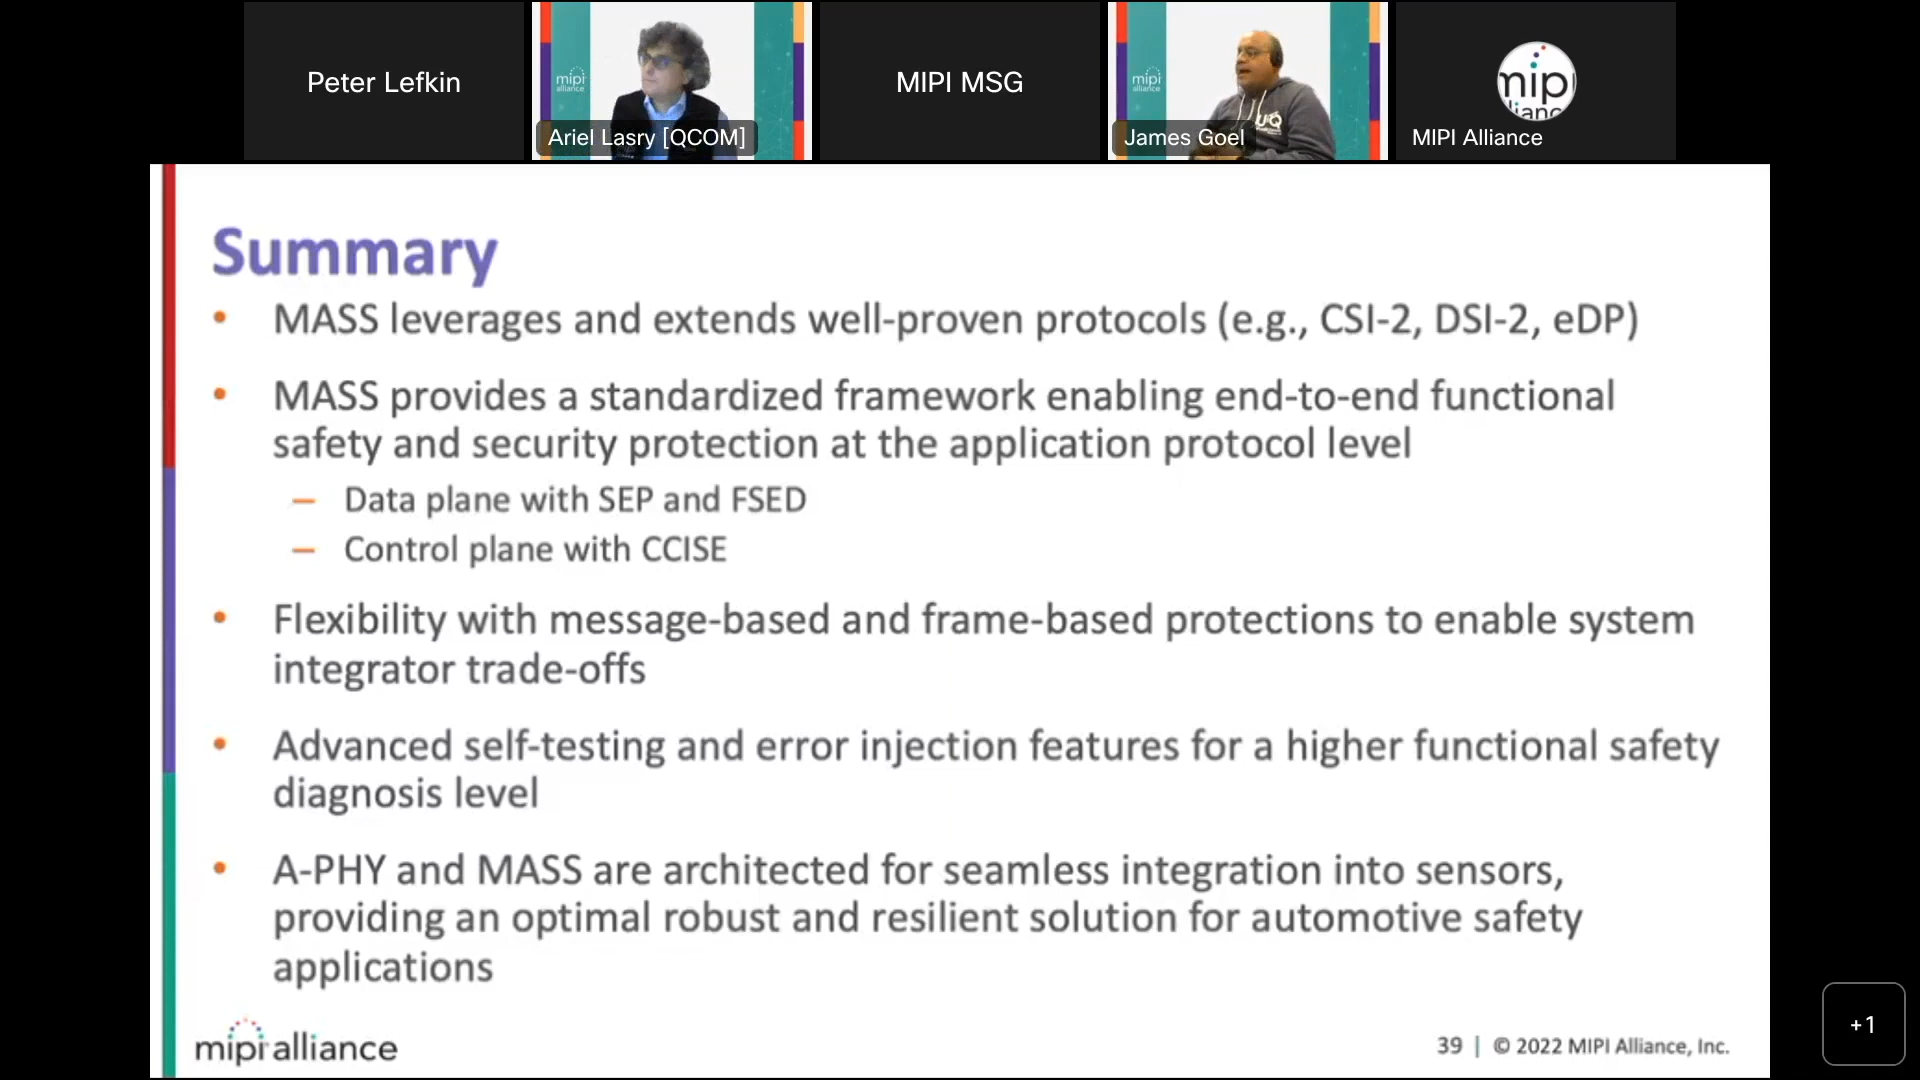 Peter Lefkin
mipi
alliance
Ariel Lasry [QCOM]
MIPI MSG
mipi
alliance
James Goel
mipi
MIPI Alliance
Summary
• MASS leverages and extends well-proven protocols (e.g., CSI-2, DSI-2, eDP)
• MASS provides a standardized framework enabling end-to-end functional
safety and security protection at the application protocol level
– Data plane with SEP and FSED
– Control plane with CCISE
• Flexibility with message-based and frame-based protections to enable system
integrator trade-offs
• Advanced self-testing and error injection features for a higher functional safety
diagnosis level
• A-PHY and MASS are architected for seamless integration into sensors,
providing an optimal robust and resilient solution for automotive safety
applications
mipi alliance
39 | © 2022 MIPI Alliance, Inc.
+1